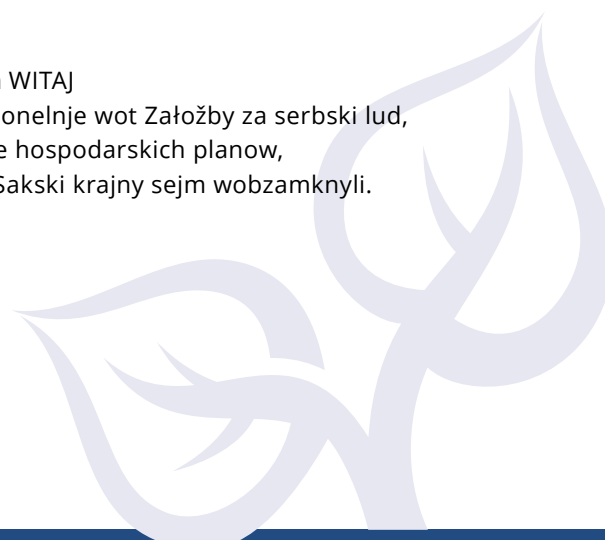 WITAJ
onelnje wot Załožby za serbski lud,
e hospodarskich planow,
Sakski krajny sejm wobzamknyli.